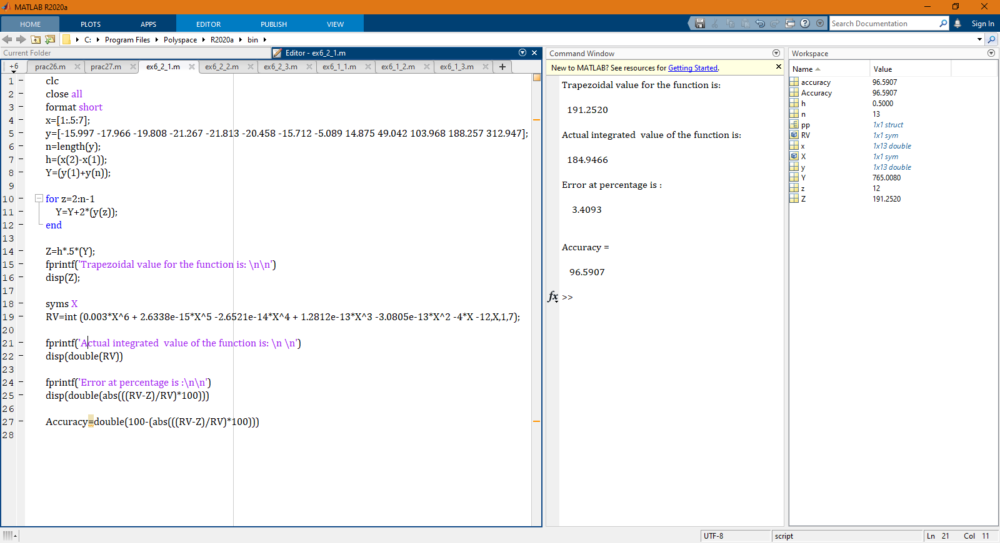 MATLAB R2020a
HOME PLOTS APPS EDITOR PUBLISH VIEW Search Documentation Sign In
C: Program Files Polyspace R2020a bin
Current Folder
Editor - ex6_2_1.m
+6 prac26.m prac27.m ex6_2_1.m ex6_2_2.m ex6_2_3.m ex6_1_1.m ex6_1_2.m ex6_1_3.m +
1 clc
2 close all
3 format short
4 x=[1:.5:7];
5 y=[-15.997 -17.966 -19.808 -21.267 -21.813 -20.458 -15.712 -5.089 14.875 49.042 103.968 188.257 312.947];
6 n=length(y);
7 h=(x(2)-x(1));
8 Y=(y(1)+y(n));
9
10 for z=2:n-1
11 Y=Y+2*(y(z));
12 end
13
14 Z=h*.5*(Y);
15 fprintf('Trapezoidal value for the function is: \n\n')
16 disp(Z);
17
18 syms X
19 RV=int (0.003*X^6 + 2.6338e-15*X^5 -2.6521e-14*X^4 + 1.2812e-13*X^3 -3.0805e-13*X^2 -4*X -12,X,1,7);
20
21 fprintf('Actual integrated  value of the function is: \n \n')
22 disp(double(RV))
23
24 fprintf('Error at percentage is :\n\n')
25 disp(double(abs(((RV-Z)/RV)*100)))
26
27 Accuracy=double(100-(abs(((RV-Z)/RV)*100)))
28
Command Window
New to MATLAB? See resources for Getting Started.
Trapezoidal value for the function is:
191.2520
Actual integrated  value of the function is:
184.9466
Error at percentage is :
3.4093
Accuracy =
96.5907
fx >>
Workspace
Name Value
accuracy 96.5907
Accuracy 96.5907
h 0.5000
n 13
pp 1x1 struct
RV 1x1 sym
x 1x13 double
X 1x1 sym
y 1x13 double
Y 765.0080
z 12
Z 191.2520
UTF-8 script Ln 21 Col 11